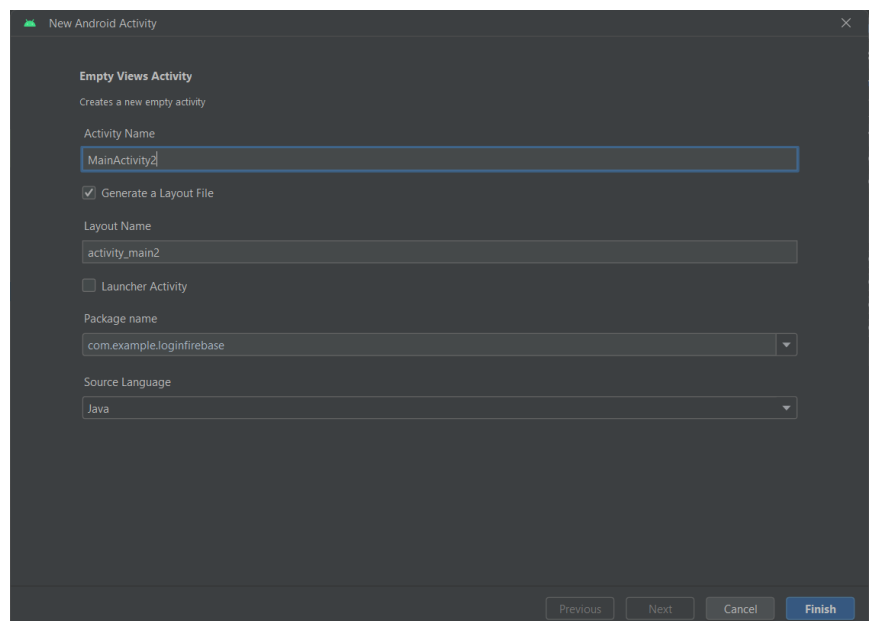 New Android Activity
Empty Views Activity
Creates a new empty activity
Activity Name
MainActivity2
Generate a Layout File
Layout Name
activity_main2
Launcher Activity
Package name
com.example.loginfirebase
Source Language
Java
Previous Next Cancel Finish